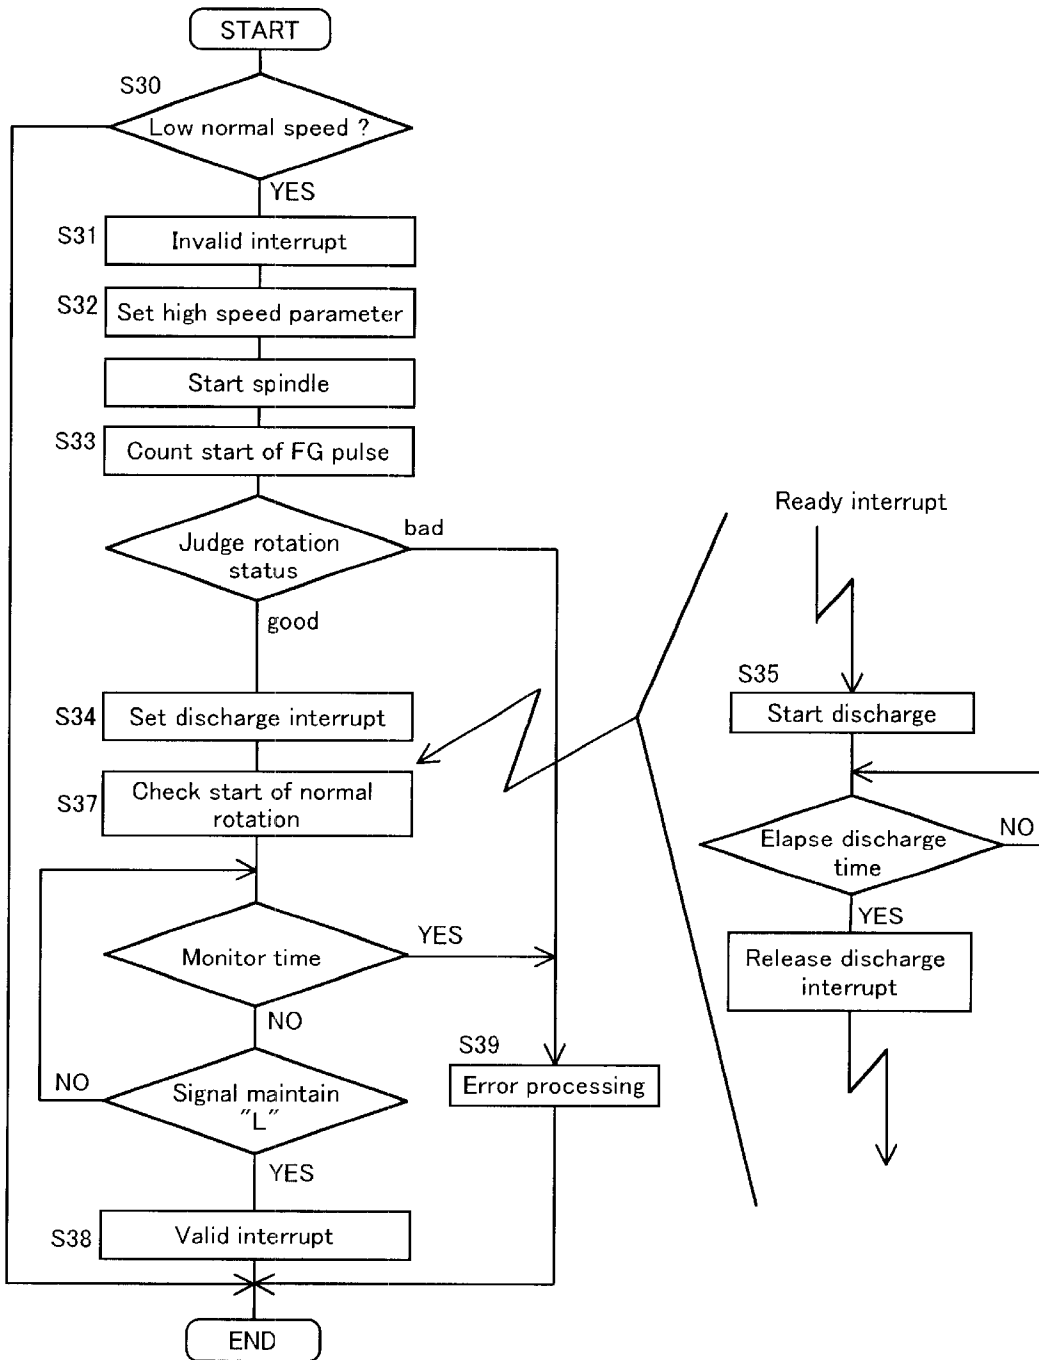 START
S30
Low normal speed ?
YES
S31
Invalid interrupt
S32
Set high speed parameter
Start spindle
S33
Count start of FG pulse
Judge rotation
status
bad
good
S34
Set discharge interrupt
S37
Check start of normal
rotation
Monitor time
YES
NO
Signal maintain
"L"
NO
YES
S39
Error processing
S38
Valid interrupt
END
Ready interrupt
S35
Start discharge
Elapse discharge
time
NO
YES
Release discharge
interrupt